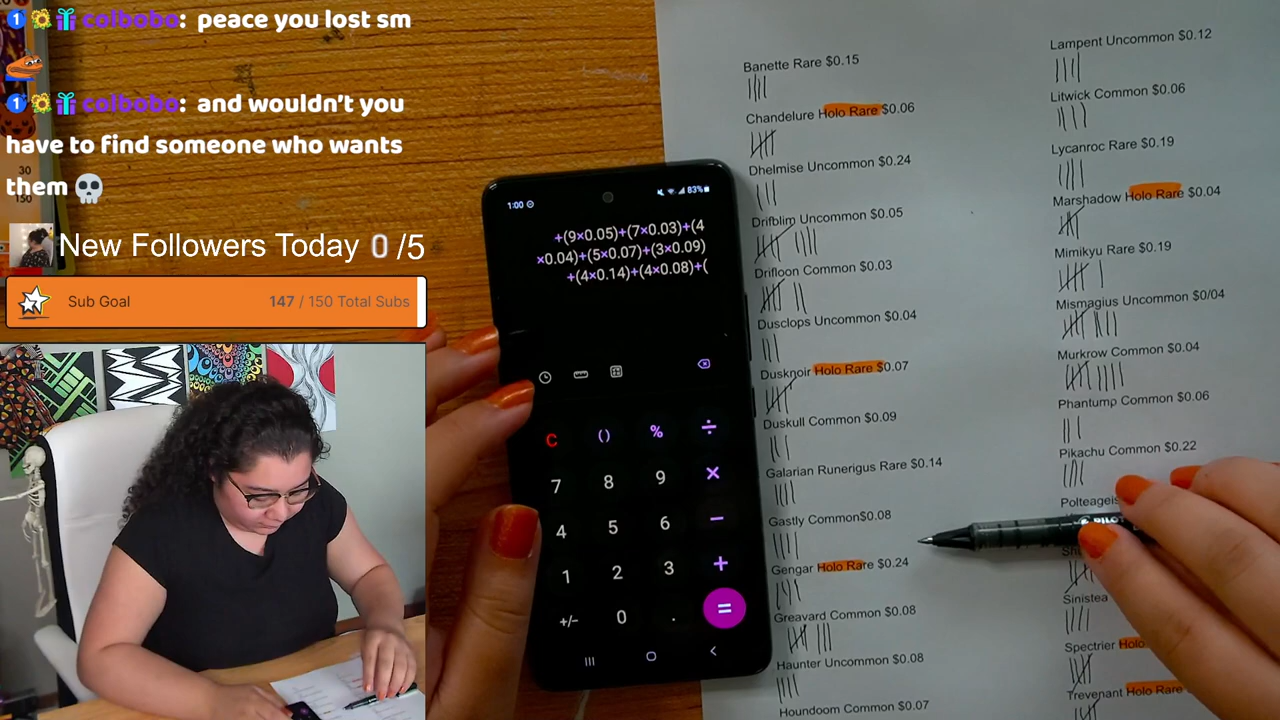 colbobo: peace you lost sm
colbobo: and wouldn't you
have to find someone who wants
them 💀
New Followers Today 0 /5
Sub Goal 147 / 150 Total Subs
30
150
1:00
83%
+(9×0.05)+(7×0.03)+(4
×0.04)+(5×0.07)+(3×0.09)
+(4×0.14)+(4×0.08)+(
C () % ÷
7 8 9 ×
4 5 6 −
1 2 3 +
+/− 0 . =
Banette Rare $0.15
Chandelure Holo Rare $0.06
Dhelmise Uncommon $0.24
Drifblim Uncommon $0.05
Drifloon Common $0.03
Dusclops Uncommon $0.04
Dusknoir Holo Rare $0.07
Duskull Common $0.09
Galarian Runerigus Rare $0.14
Gastly Common$0.08
Gengar Holo Rare $0.24
Greavard Common $0.08
Haunter Uncommon $0.08
Houndoom Common $0.07
Lampent Uncommon $0.12
Litwick Common $0.06
Lycanroc Rare $0.19
Marshadow Holo Rare $0.04
Mimikyu Rare $0.19
Mismagius Uncommon $0/04
Murkrow Common $0.04
Phantump Common $0.06
Pikachu Common $0.22
Sinistea
Spectrier Holo
Trevenant Holo Rare